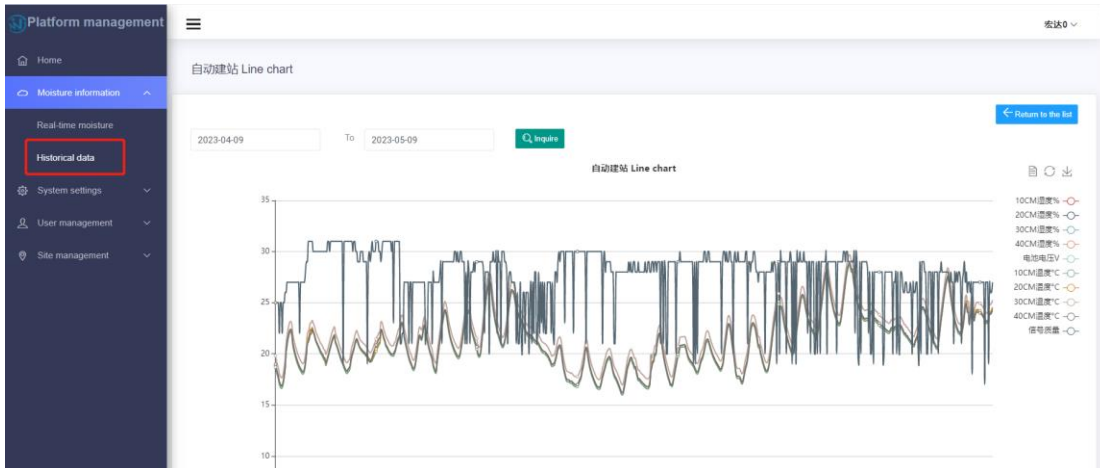 Platform management
宏达0
Home
自动建站 Line chart
Moisture information
Return to the list
Real-time moisture
2023-04-09 To 2023-05-09 Inquire
Historical data
自动建站 Line chart
System settings
User management
Site management
35
30
25
20
15
10
10CM湿度%
20CM湿度%
30CM湿度%
40CM湿度%
电池电压V
10CM温度°C
20CM温度°C
30CM温度°C
40CM温度°C
信号质量